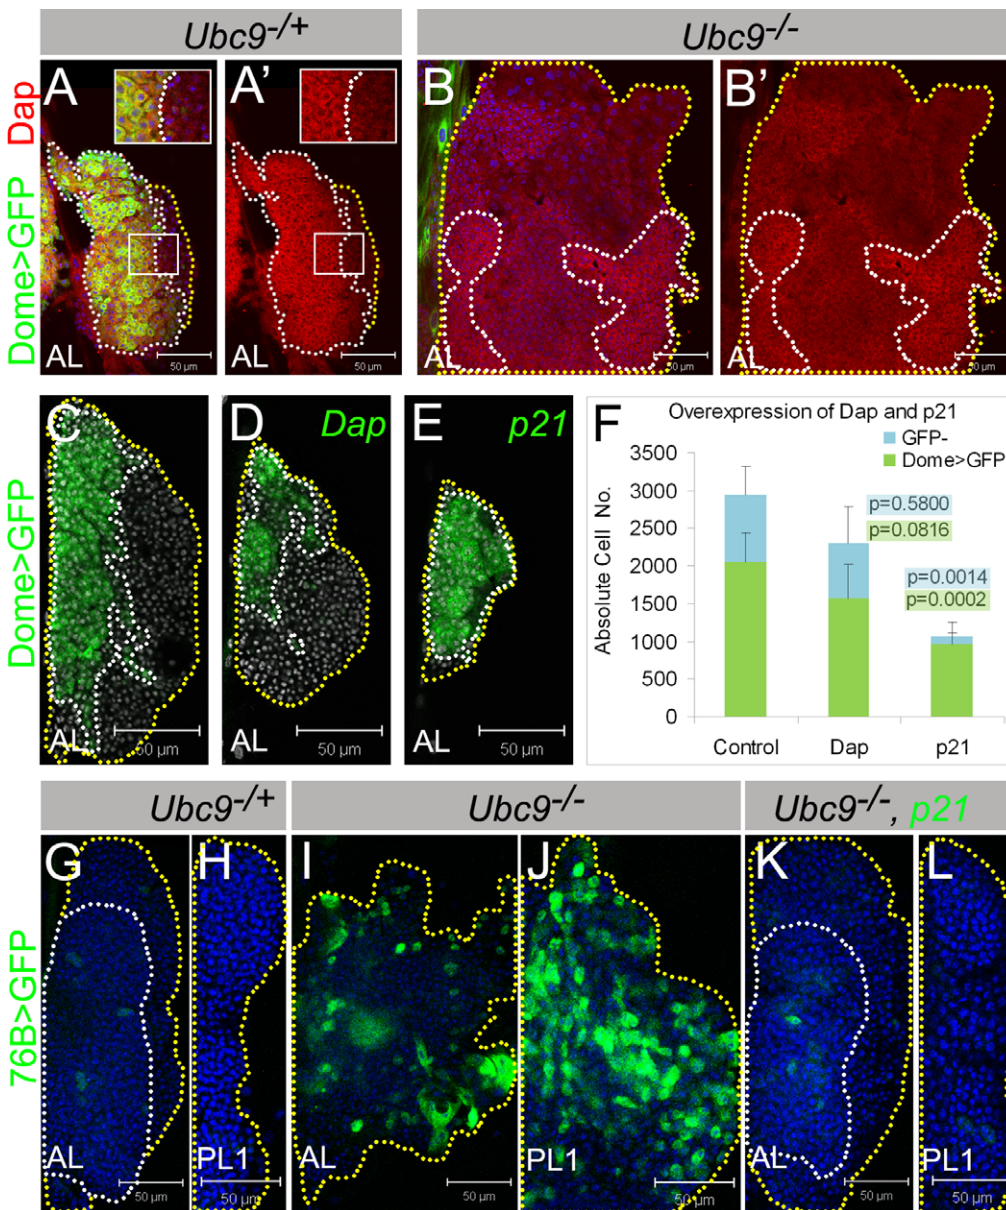 Ubc9-/+
Ubc9-/-
Dap
Dome>GFP
A
AL
50 µm
A'
50 µm
B
AL
50 µm
B'
AL
50 µm
Dome>GFP
C
AL
50 µm
D
Dap
AL
50 µm
E
p21
AL
50 µm
F
Overexpression of Dap and p21
GFP-
Dome>GFP
Absolute Cell No.
3500
3000
2500
2000
1500
1000
500
0
p=0.5800
p=0.0816
p=0.0014
p=0.0002
Control
Dap
p21
Ubc9-/+
Ubc9-/-
Ubc9-/-, p21
76B>GFP
G
AL
50 µm
H
PL1
50 µm
I
AL
50 µm
J
PL1
50 µm
K
AL
50 µm
L
PL1
50 µm